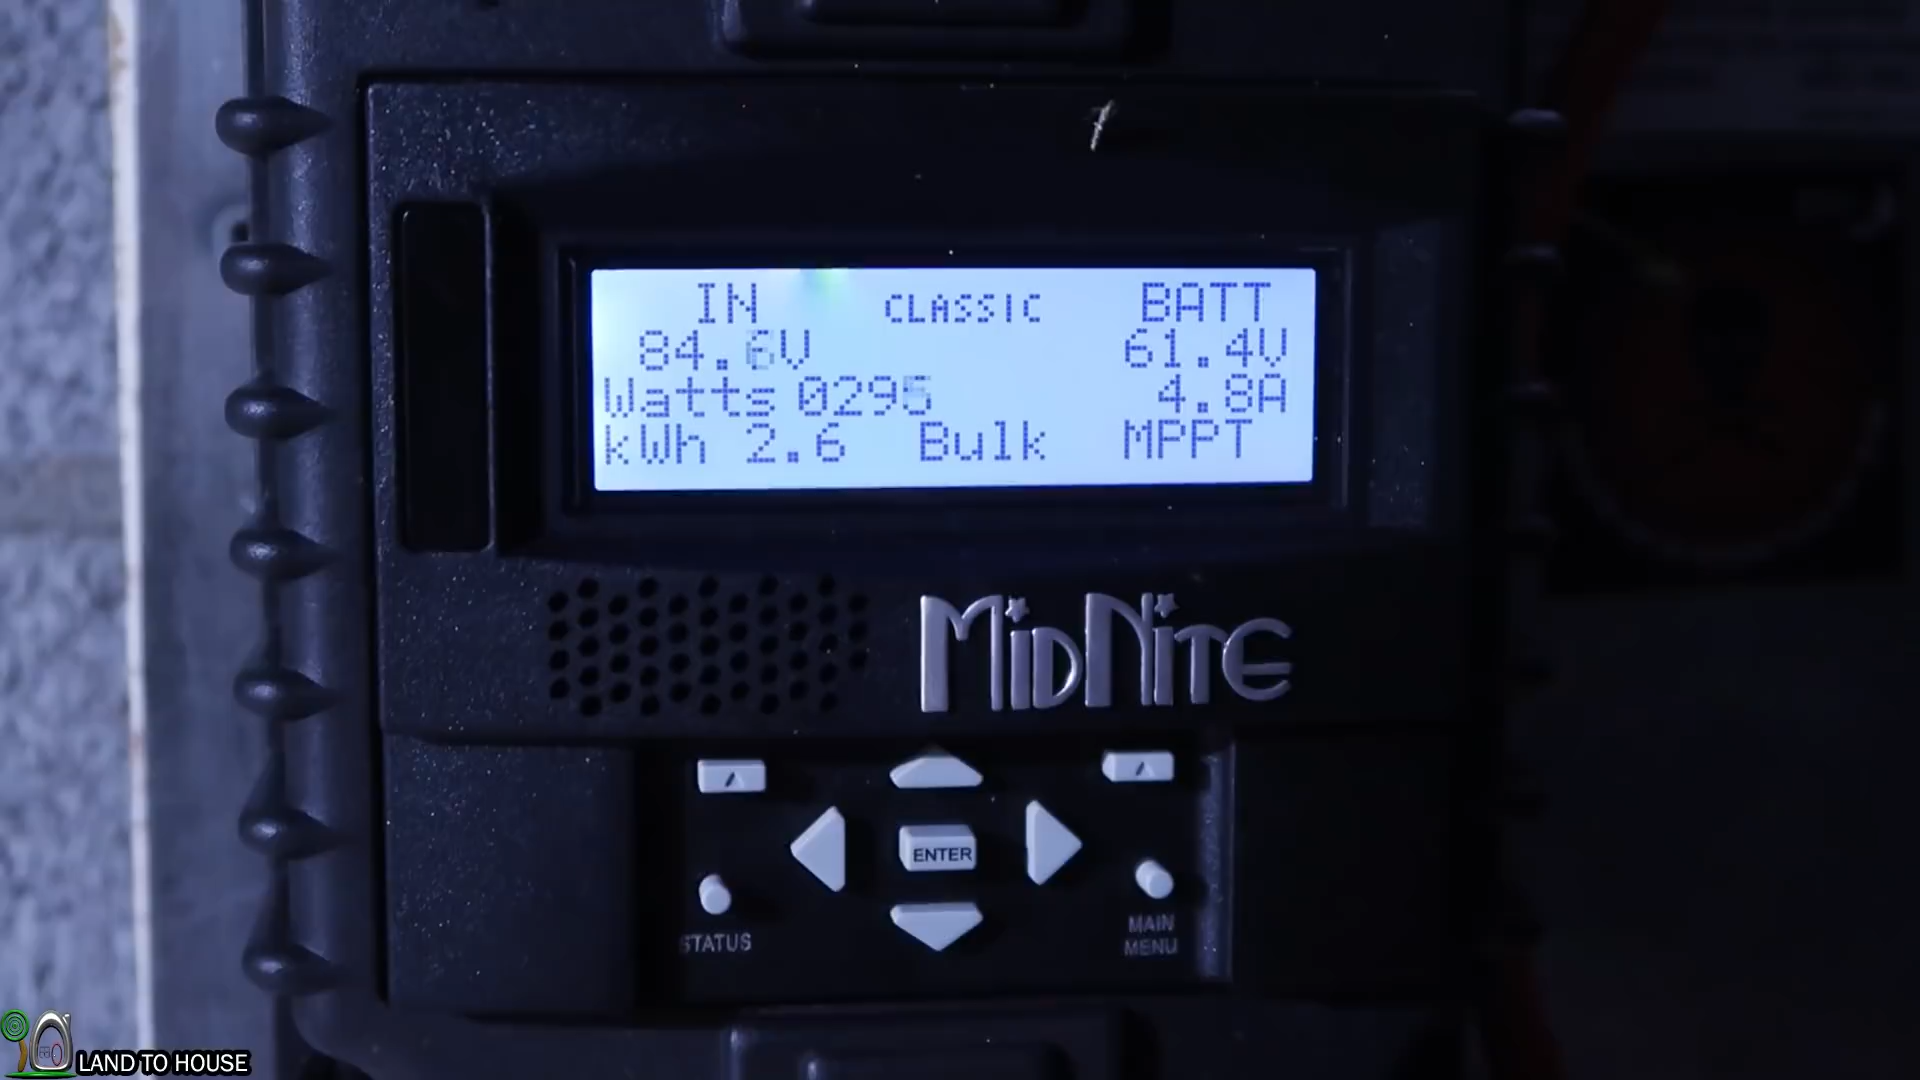 IN CLASSIC BATT
84.6V 61.4V
Watts 0295 4.8A
kWh 2.6 Bulk MPPT
MIDNITE
ENTER
STATUS
MAIN
MENU
LAND TO HOUSE